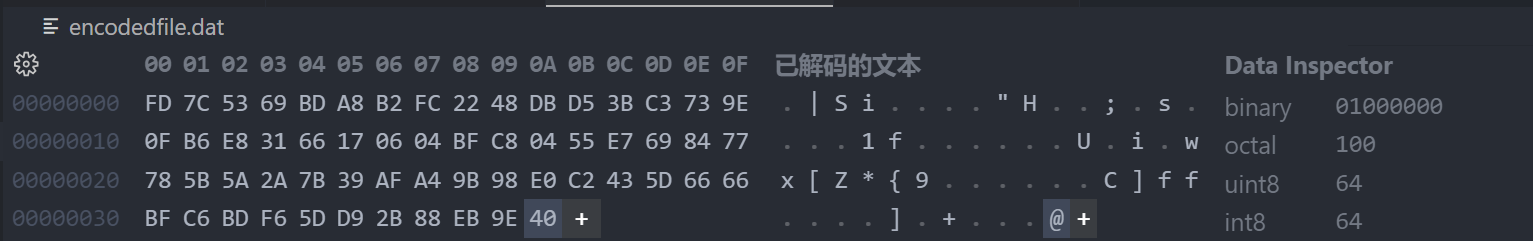 encodedfile.dat
00 01 02 03 04 05 06 07 08 09 0A 0B 0C 0D 0E 0F 已解码的文本 Data Inspector
00000000 FD 7C 53 69 BD A8 B2 FC 22 48 DB D5 3B C3 73 9E . | S i . . . . " H . . ; . s . binary 01000000
00000010 0F B6 E8 31 66 17 06 04 BF C8 04 55 E7 69 84 77 . . . 1 f . . . . . . U . i . w octal 100
00000020 78 5B 5A 2A 7B 39 AF A4 9B 98 E0 C2 43 5D 66 66 x [ Z * { 9 . . . . . . C ] f f uint8 64
00000030 BF C6 BD F6 5D D9 2B 88 EB 9E 40 + . . . . ] . + . . . @ + int8 64